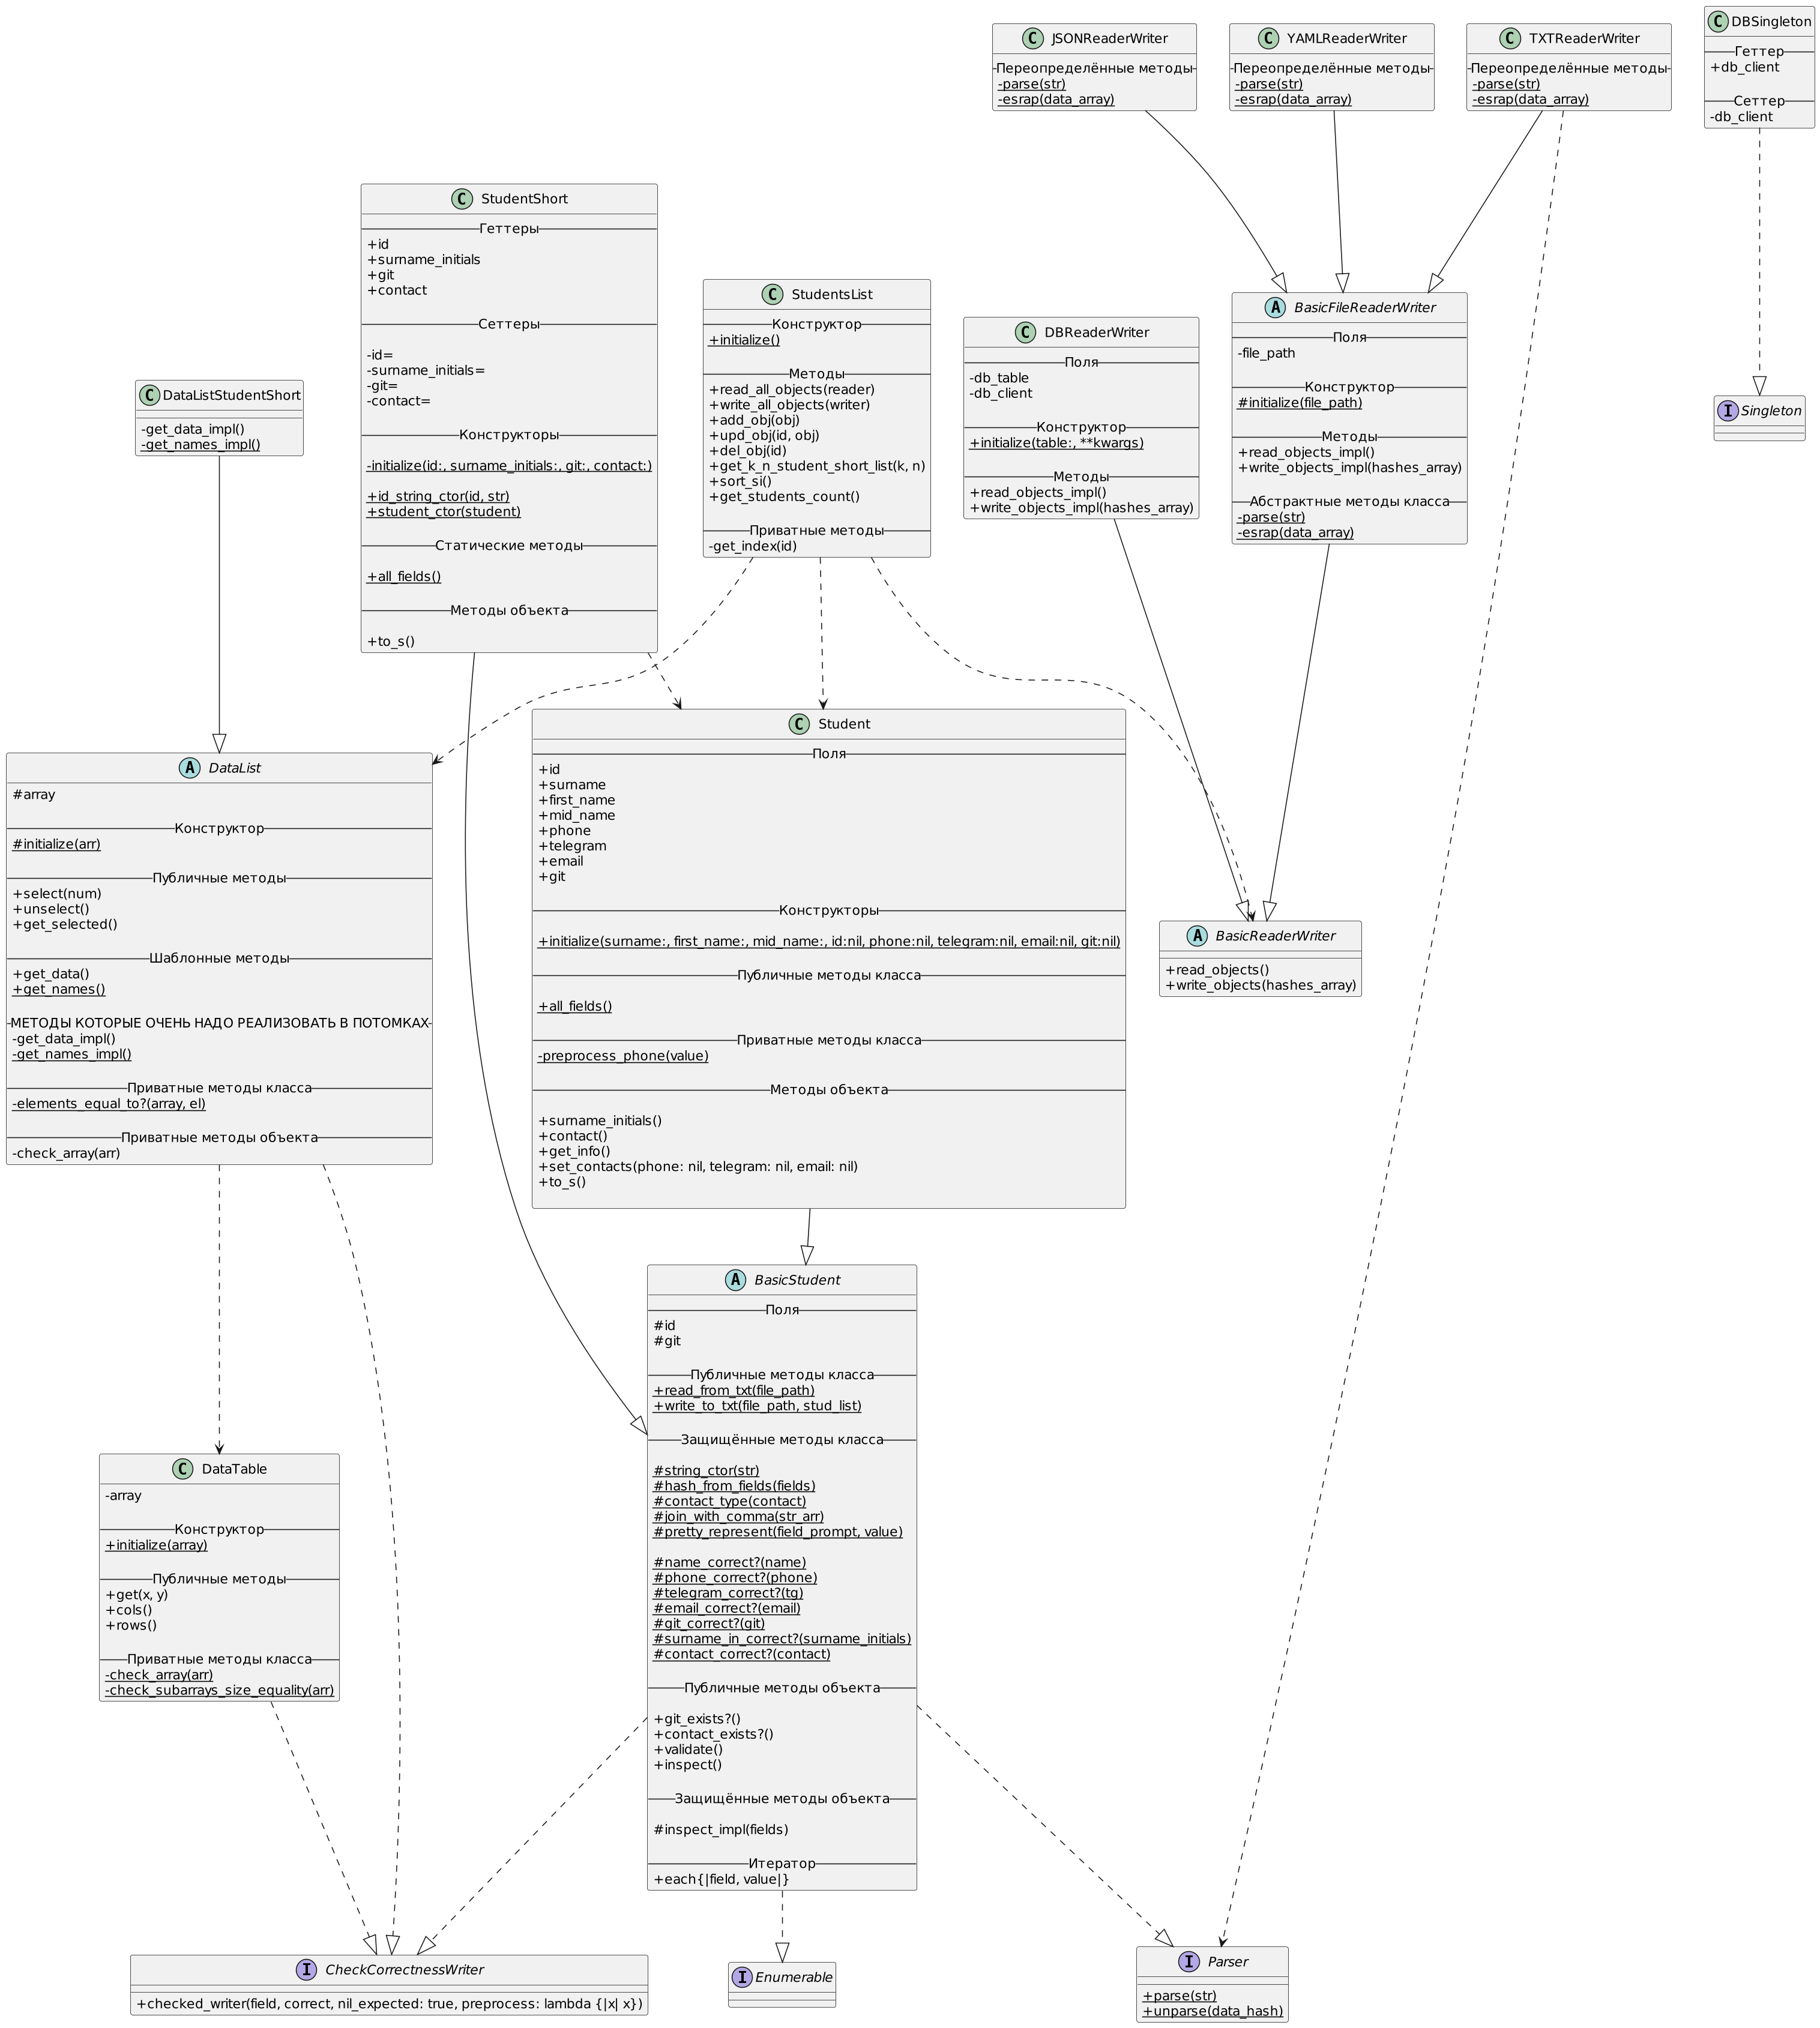 JSONReaderWriter
Переопределённые методы
-parse(str)
-esrap(data_array)
YAMLReaderWriter
Переопределённые методы
-parse(str)
-esrap(data_array)
TXTReaderWriter
Переопределённые методы
-parse(str)
-esrap(data_array)
DBSingleton
Геттер
+db_client
Сеттер
-db_client
StudentShort
Геттеры
+id
+surname_initials
+git
+contact
Сеттеры
-id=
-surname_initials=
-git=
-contact=
Конструкторы
-initialize(id:, surname_initials:, git:, contact:)
+id_string_ctor(id, str)
+student_ctor(student)
Статические методы
+all_fields()
Методы объекта
+to_s()
StudentsList
Конструктор
+initialize()
Методы
+read_all_objects(reader)
+write_all_objects(writer)
+add_obj(obj)
+upd_obj(id, obj)
+del_obj(id)
+get_k_n_student_short_list(k, n)
+sort_si()
+get_students_count()
Приватные методы
-get_index(id)
DBReaderWriter
Поля
-db_table
-db_client
Конструктор
+initialize(table:, **kwargs)
Методы
+read_objects_impl()
+write_objects_impl(hashes_array)
BasicFileReaderWriter
Поля
-file_path
Конструктор
#initialize(file_path)
Методы
+read_objects_impl()
+write_objects_impl(hashes_array)
Абстрактные методы класса
-parse(str)
-esrap(data_array)
Singleton
DataListStudentShort
-get_data_impl()
-get_names_impl()
DataList
#array
Конструктор
#initialize(arr)
Публичные методы
+select(num)
+unselect()
+get_selected()
Шаблонные методы
+get_data()
+get_names()
МЕТОДЫ КОТОРЫЕ ОЧЕНЬ НАДО РЕАЛИЗОВАТЬ В ПОТОМКАХ
-get_data_impl()
-get_names_impl()
Приватные методы класса
-elements_equal_to?(array, el)
Приватные методы объекта
-check_array(arr)
Student
Поля
+id
+surname
+first_name
+mid_name
+phone
+telegram
+email
+git
Конструкторы
+initialize(surname:, first_name:, mid_name:, id:nil, phone:nil, telegram:nil, email:nil, git:nil)
Публичные методы класса
+all_fields()
Приватные методы класса
-preprocess_phone(value)
Методы объекта
+surname_initials()
+contact()
+get_info()
+set_contacts(phone: nil, telegram: nil, email: nil)
+to_s()
BasicReaderWriter
+read_objects()
+write_objects(hashes_array)
BasicStudent
Поля
#id
#git
Публичные методы класса
+read_from_txt(file_path)
+write_to_txt(file_path, stud_list)
Защищённые методы класса
#string_ctor(str)
#hash_from_fields(fields)
#contact_type(contact)
#join_with_comma(str_arr)
#pretty_represent(field_prompt, value)
#name_correct?(name)
#phone_correct?(phone)
#telegram_correct?(tg)
#email_correct?(email)
#git_correct?(git)
#surname_in_correct?(surname_initials)
#contact_correct?(contact)
Публичные методы объекта
+git_exists?()
+contact_exists?()
+validate()
+inspect()
Защищённые методы объекта
#inspect_impl(fields)
Итератор
+each{|field, value|}
DataTable
-array
Конструктор
+initialize(array)
Публичные методы
+get(x, y)
+cols()
+rows()
Приватные методы класса
-check_array(arr)
-check_subarrays_size_equality(arr)
CheckCorrectnessWriter
+checked_writer(field, correct, nil_expected: true, preprocess: lambda {|x| x})
Enumerable
Parser
+parse(str)
+unparse(data_hash)